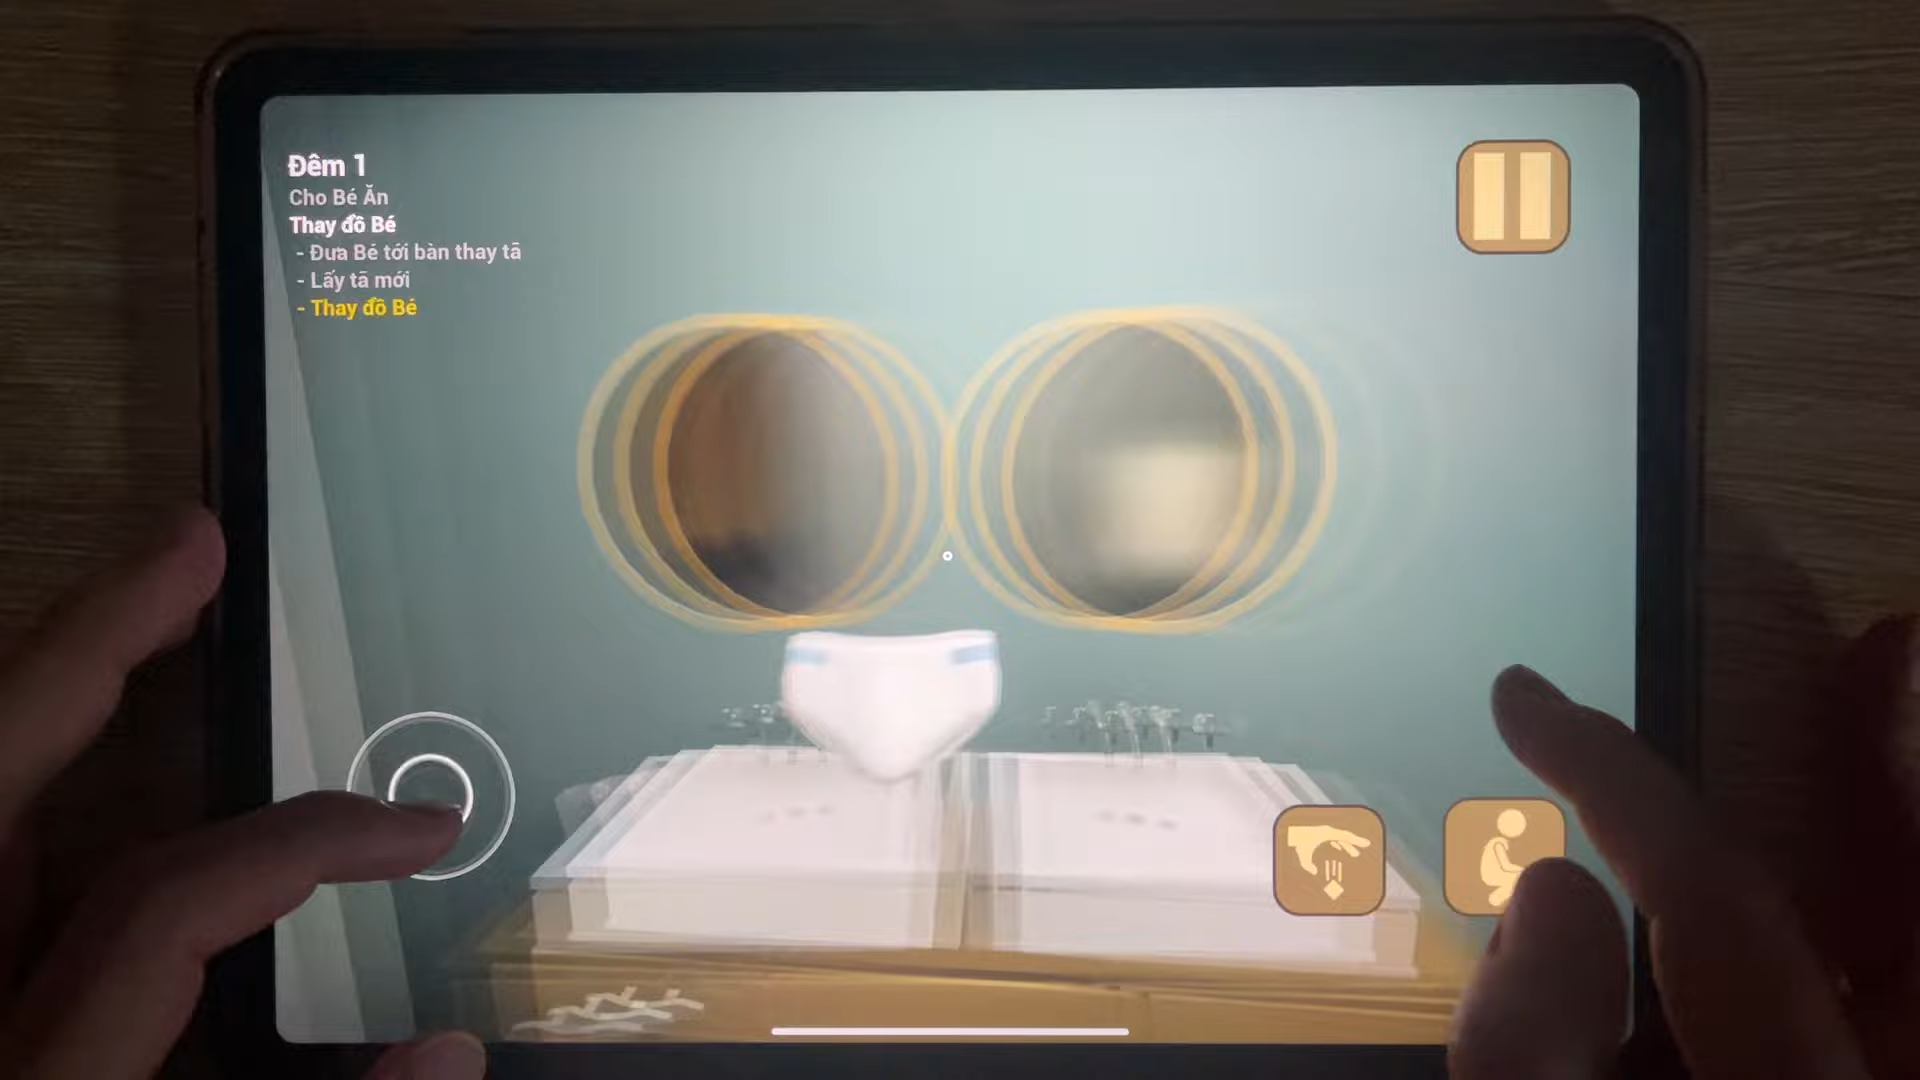 Đêm 1
Cho Bé Ăn
Thay đồ Bé
- Đưa Bé tới bàn thay tã
- Lấy tã mới
- Thay đồ Bé